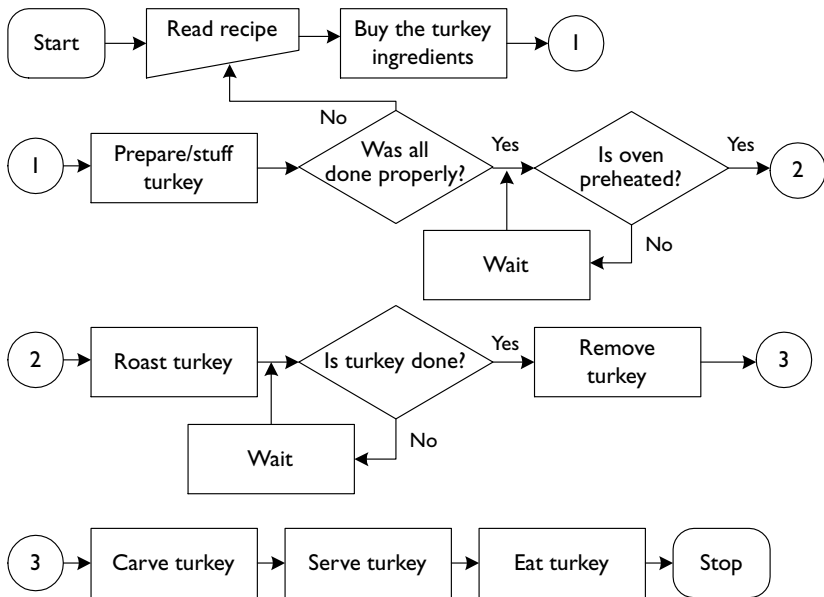 Start
Read recipe
Buy the turkey
ingredients
1
No
1
Prepare/stuff
turkey
Was all
done properly?
Yes
Is oven
preheated?
Yes
2
No
Wait
2
Roast turkey
Is turkey done?
Yes
Remove
turkey
3
No
Wait
3
Carve turkey
Serve turkey
Eat turkey
Stop